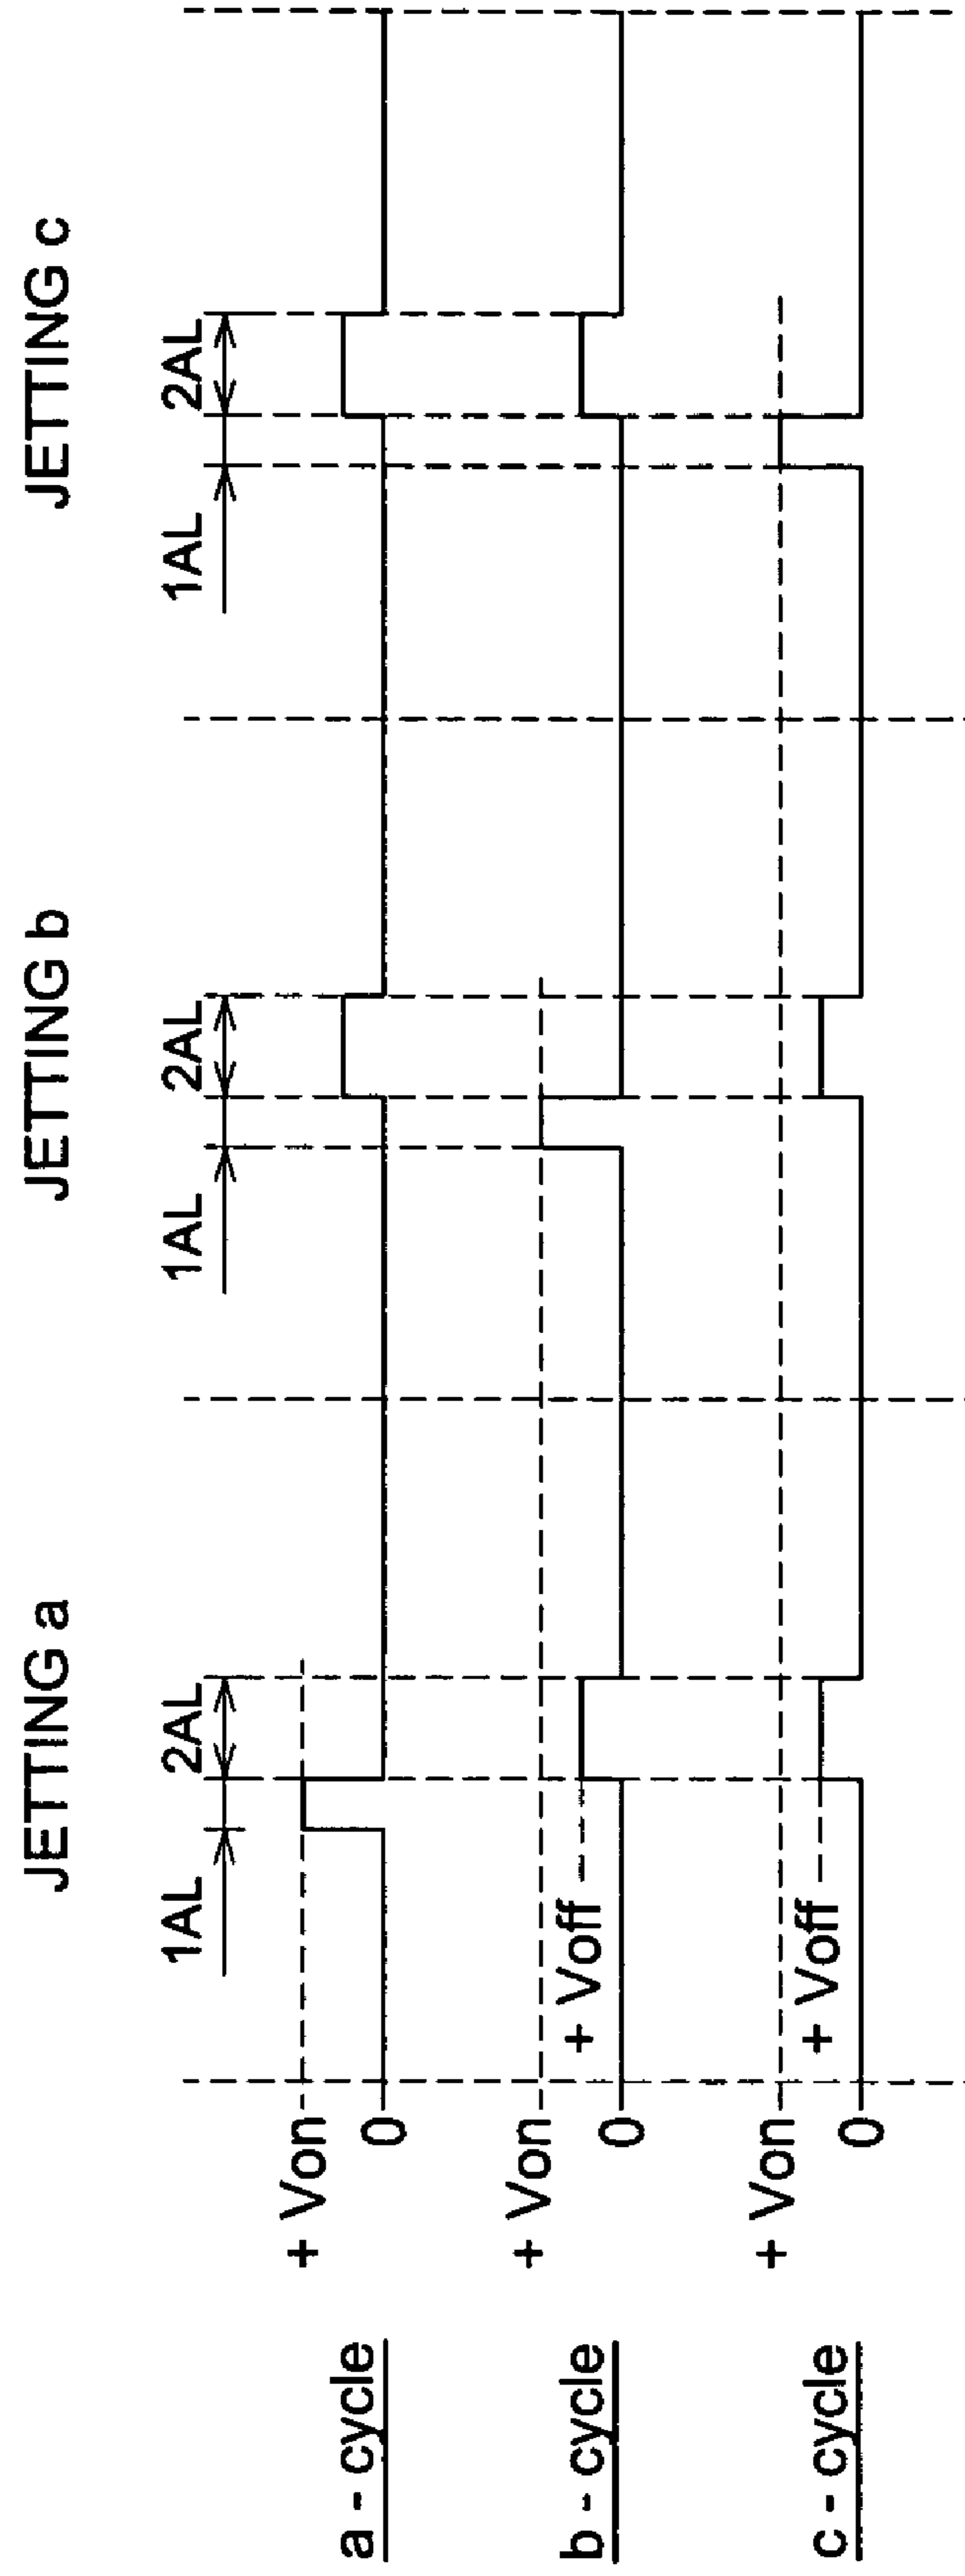 JETTING a
JETTING b
JETTING c
1AL 2AL
1AL 2AL
1AL 2AL
a - cycle
+ Von
0
b - cycle
+ Von
+ Voff
0
c - cycle
+ Von
+ Voff
0